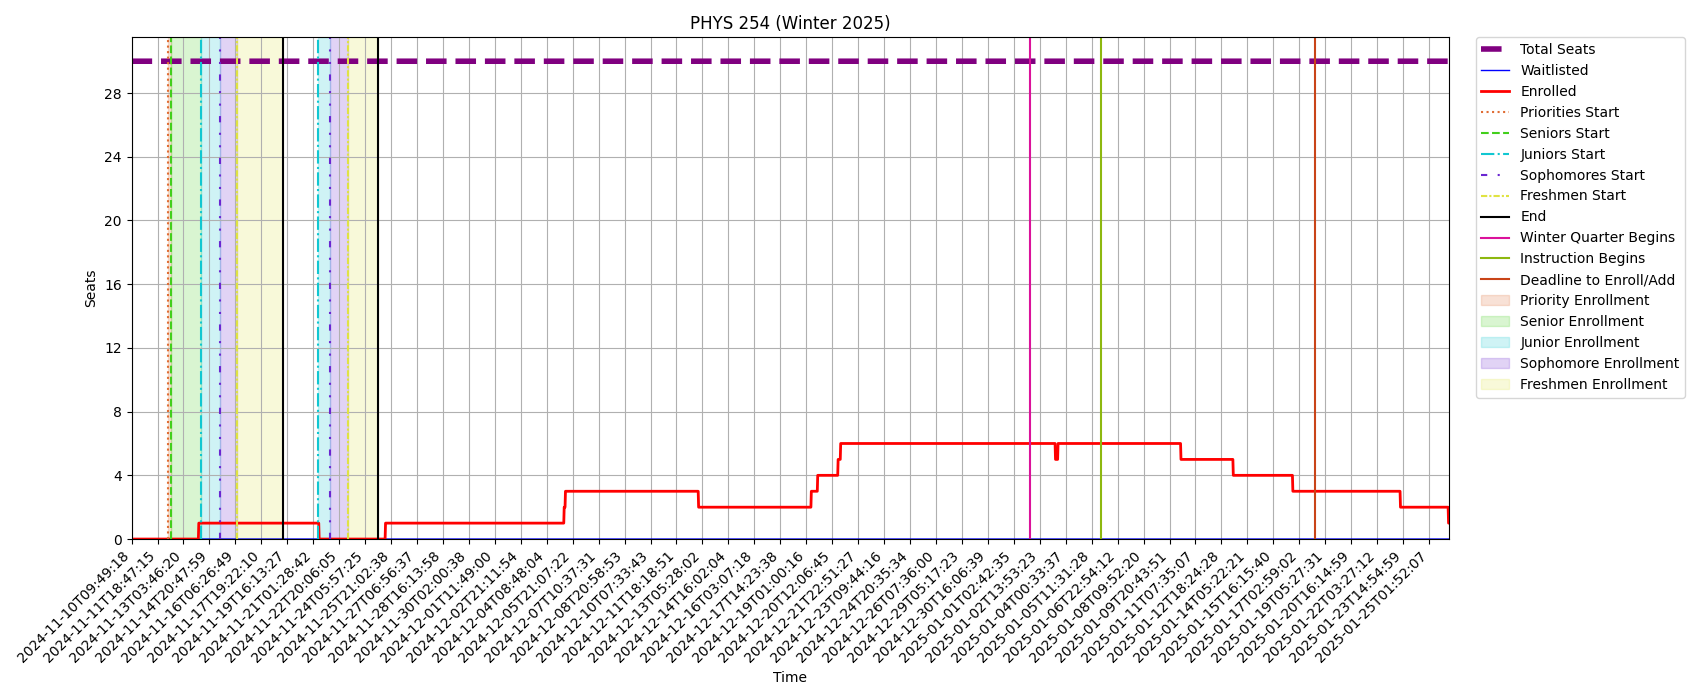 PHYS 254 (Winter 2025)
Seats
28
24
20
16
12
8
4
0
2024-11-10T09:49:18
2024-11-11T18:47:15
2024-11-13T03:46:20
2024-11-14T20:47:59
2024-11-16T06:26:49
2024-11-17T19:22:10
2024-11-19T16:13:27
2024-11-21T01:28:42
2024-11-22T20:06:05
2024-11-24T05:57:25
2024-11-25T21:02:38
2024-11-27T06:56:37
2024-11-28T16:13:58
2024-11-30T02:00:38
2024-12-01T11:49:00
2024-12-02T21:11:54
2024-12-04T08:48:04
2024-12-05T21:07:22
2024-12-07T10:37:31
2024-12-08T20:58:53
2024-12-10T07:33:43
2024-12-11T18:18:51
2024-12-13T05:28:02
2024-12-14T16:02:04
2024-12-16T03:07:18
2024-12-17T14:23:38
2024-12-19T01:00:16
2024-12-20T12:06:45
2024-12-21T22:51:27
2024-12-23T09:44:16
2024-12-24T20:35:34
2024-12-26T07:36:00
2024-12-29T05:17:23
2024-12-30T16:06:39
2025-01-01T02:42:35
2025-01-02T13:53:23
2025-01-04T00:33:37
2025-01-05T11:31:28
2025-01-06T22:54:12
2025-01-08T09:52:20
2025-01-09T20:43:51
2025-01-11T07:35:07
2025-01-12T18:24:28
2025-01-14T05:22:21
2025-01-15T16:15:40
2025-01-17T02:59:02
2025-01-19T05:27:31
2025-01-20T16:14:59
2025-01-22T03:27:12
2025-01-23T14:54:59
2025-01-25T01:52:07
Time
Total Seats
Waitlisted
Enrolled
Priorities Start
Seniors Start
Juniors Start
Sophomores Start
Freshmen Start
End
Winter Quarter Begins
Instruction Begins
Deadline to Enroll/Add
Priority Enrollment
Senior Enrollment
Junior Enrollment
Sophomore Enrollment
Freshmen Enrollment